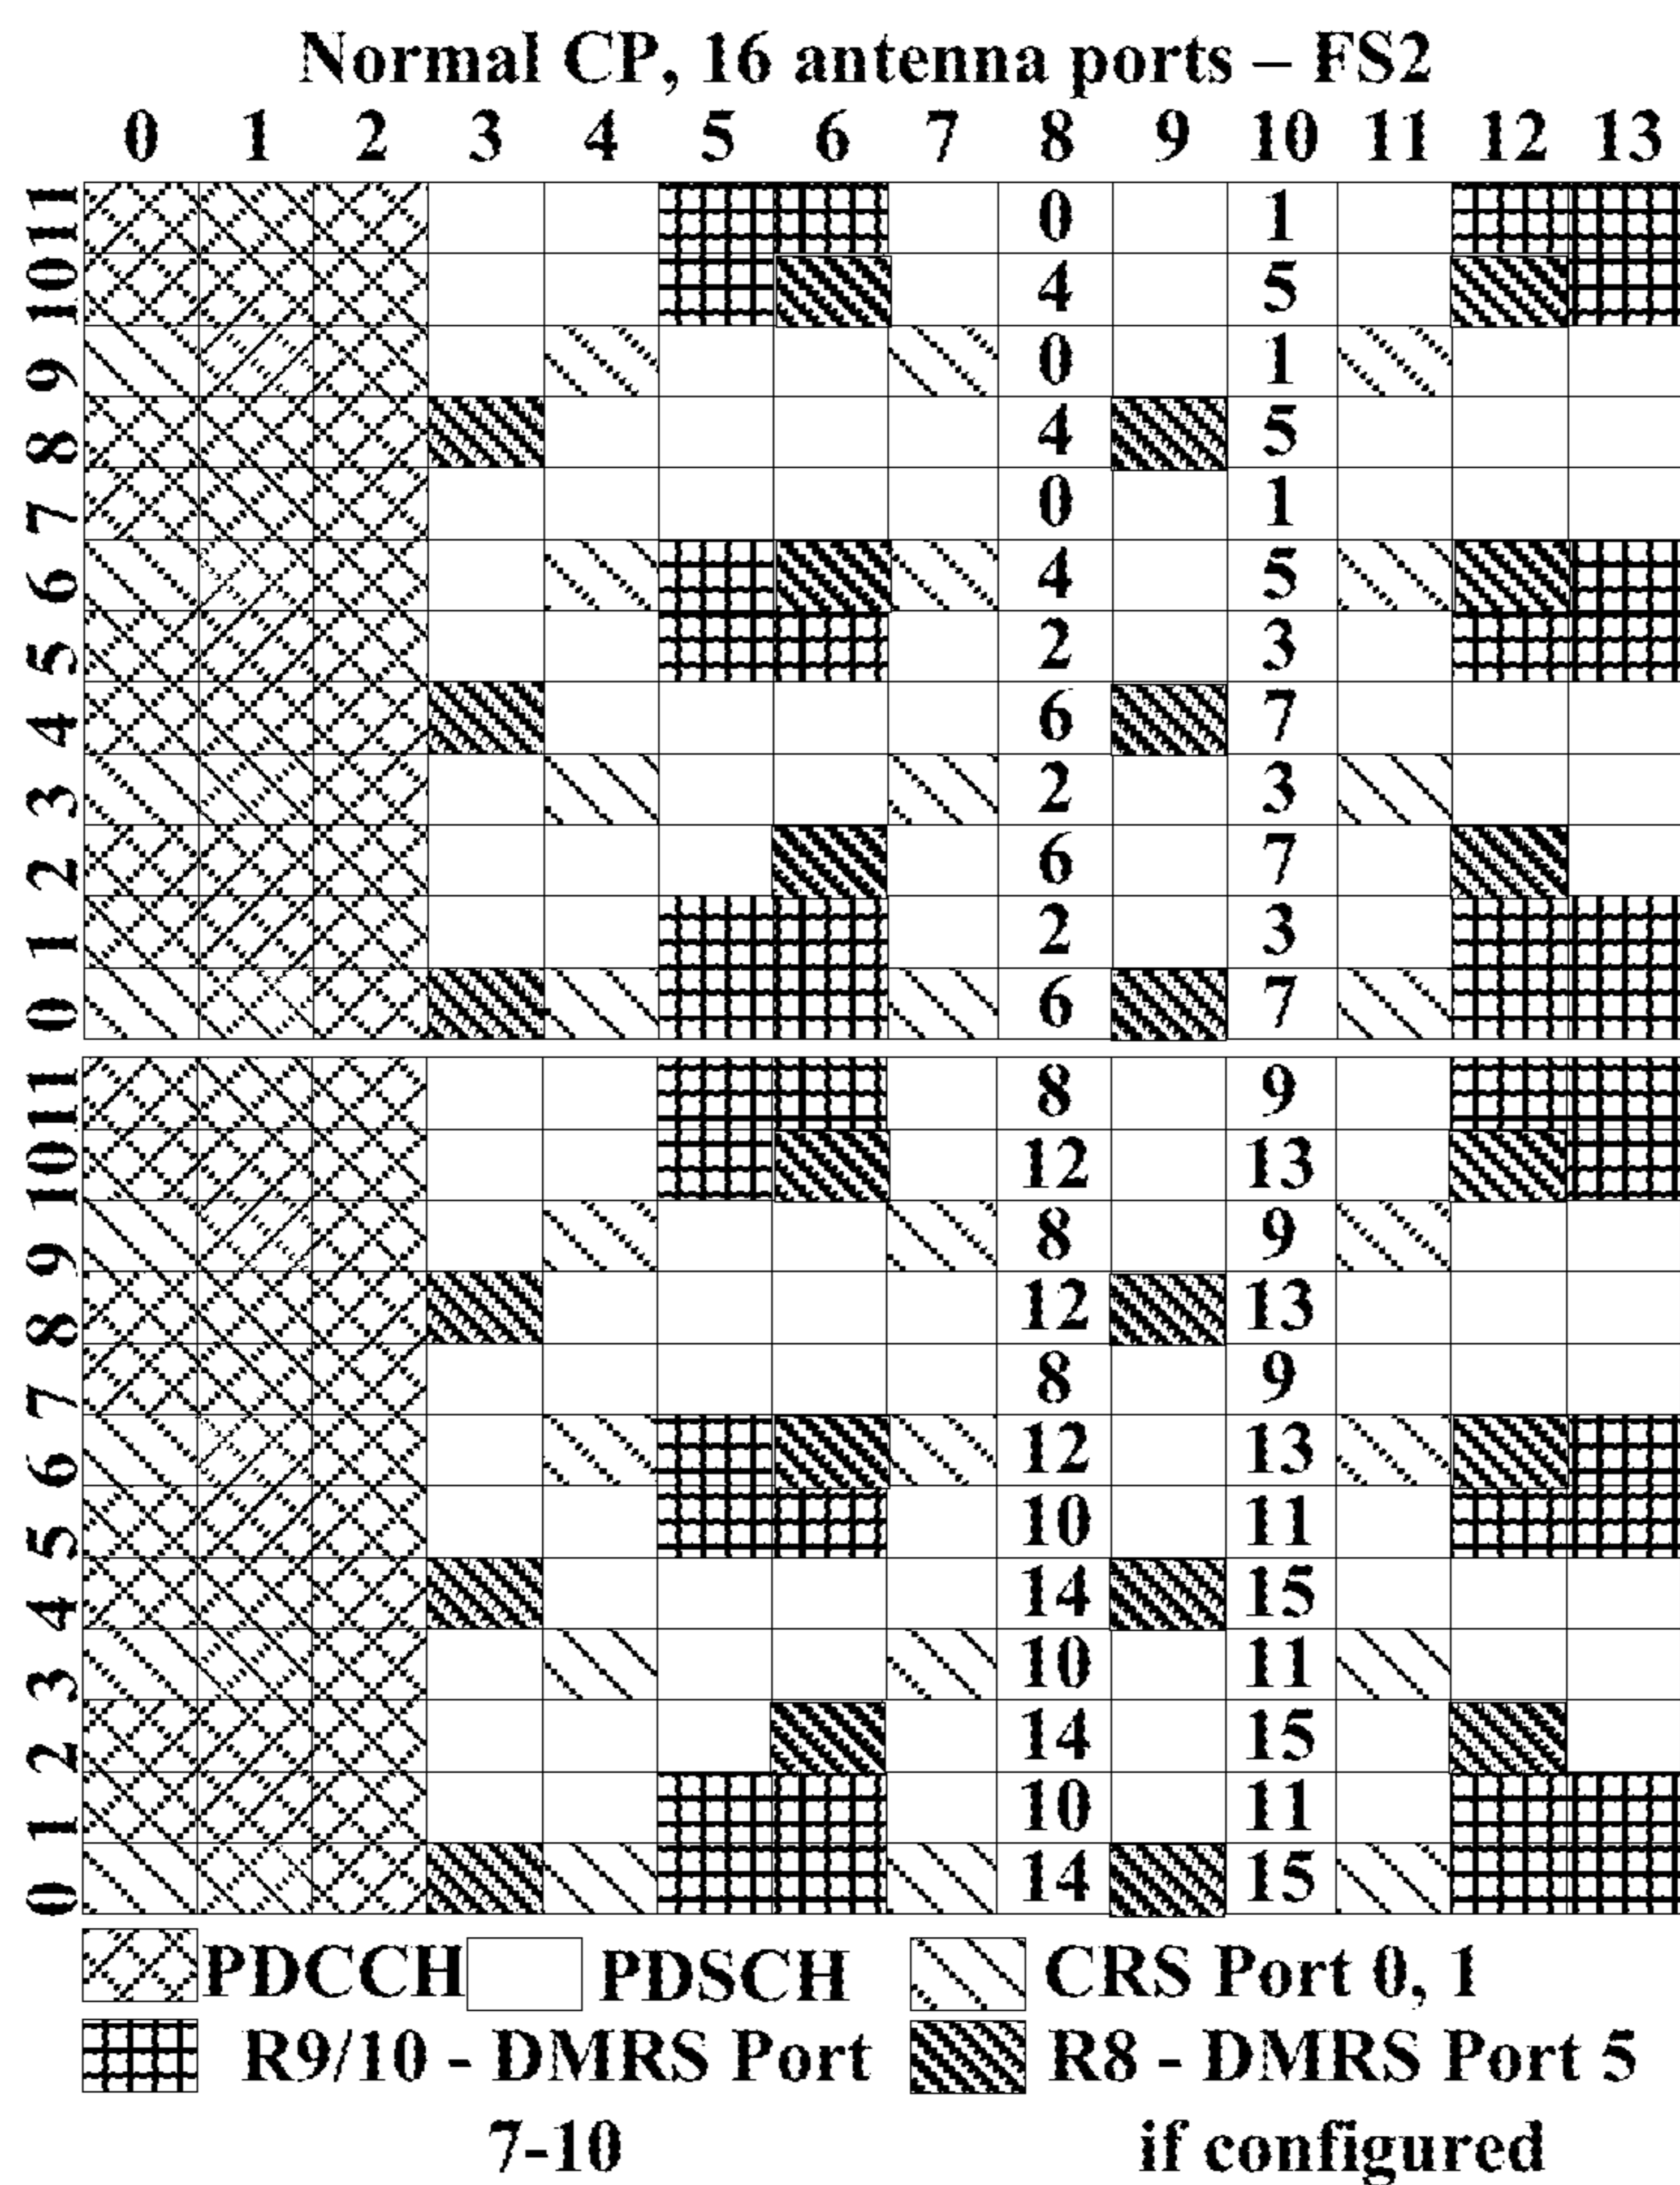 Normal CP, 16 antenna ports – FS2
0 1 2 3 4 5 6 7 8 9 10 11 12 13
11 0 1
10 4 5
9 0 1
8 4 5
7 0 1
6 4 5
5 2 3
4 6 7
3 2 3
2 6 7
1 2 3
0 6 7
11 8 9
10 12 13
9 8 9
8 12 13
7 8 9
6 12 13
5 10 11
4 14 15
3 10 11
2 14 15
1 10 11
0 14 15
PDCCH PDSCH CRS Port 0, 1
R9/10 - DMRS Port R8 - DMRS Port 5
7-10 if configured